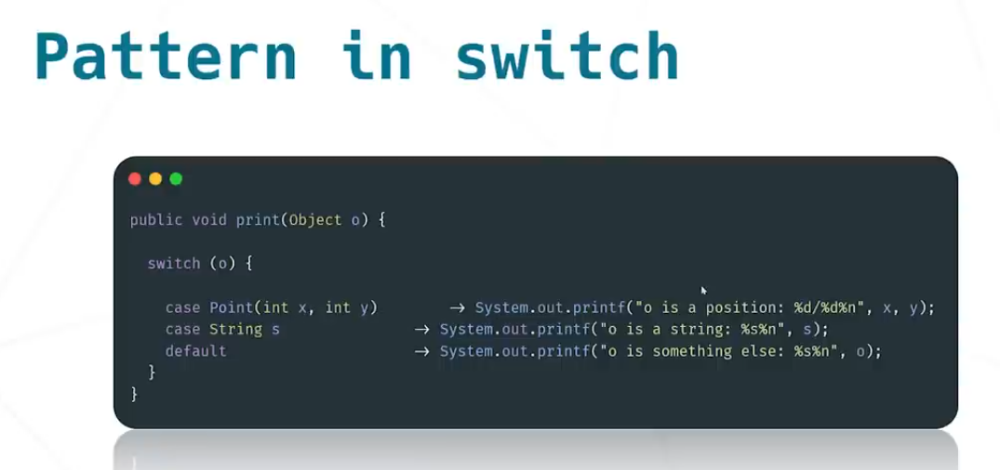 Pattern in switch
public void print(Object o) {
switch (o) {
case Point(int x, int y) → System.out.printf("o is a position: %d/%d%n", x, y);
case String s → System.out.printf("o is a string: %s%n", s);
default → System.out.printf("o is something else: %s%n", o);
}
}